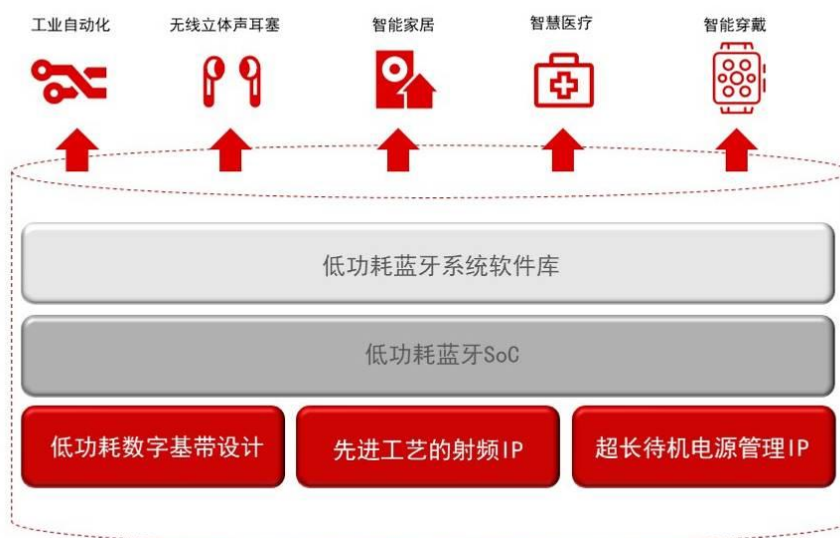 工业自动化
无线立体声耳塞
智能家居
智慧医疗
智能穿戴
低功耗蓝牙系统软件库
低功耗蓝牙SoC
低功耗数字基带设计
先进工艺的射频IP
超长待机电源管理IP